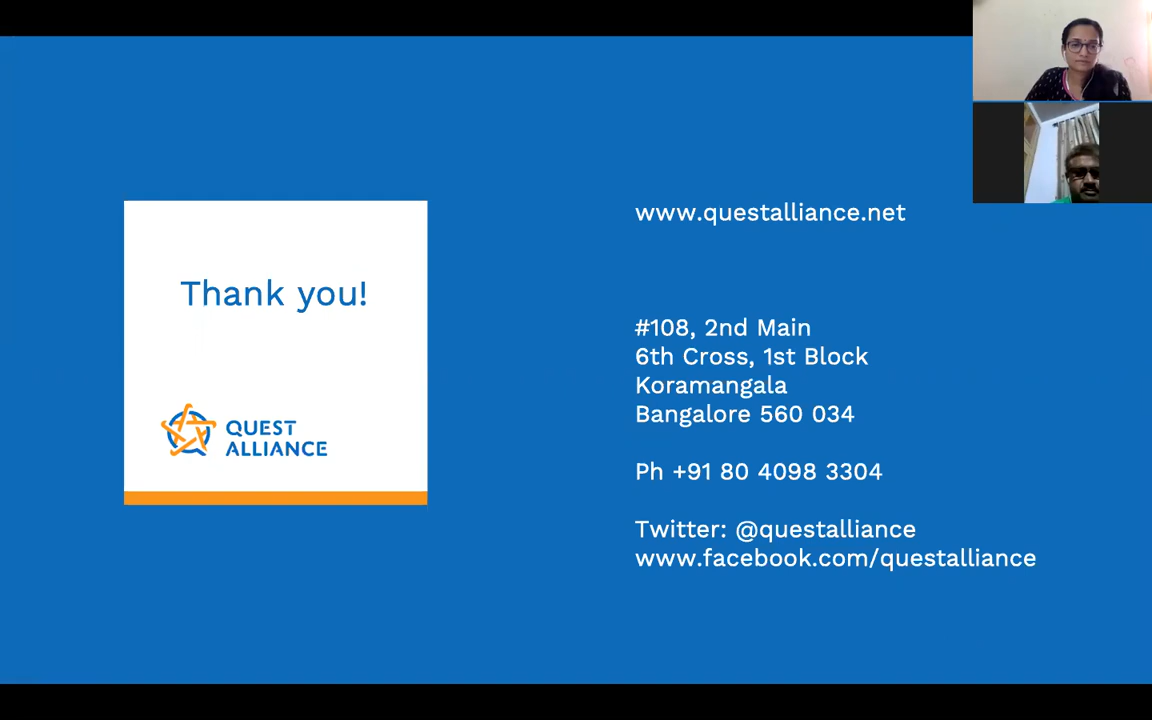 Thank you!
QUEST
ALLIANCE
www.questalliance.net
#108, 2nd Main
6th Cross, 1st Block
Koramangala
Bangalore 560 034
Ph +91 80 4098 3304
Twitter: @questalliance
www.facebook.com/questalliance